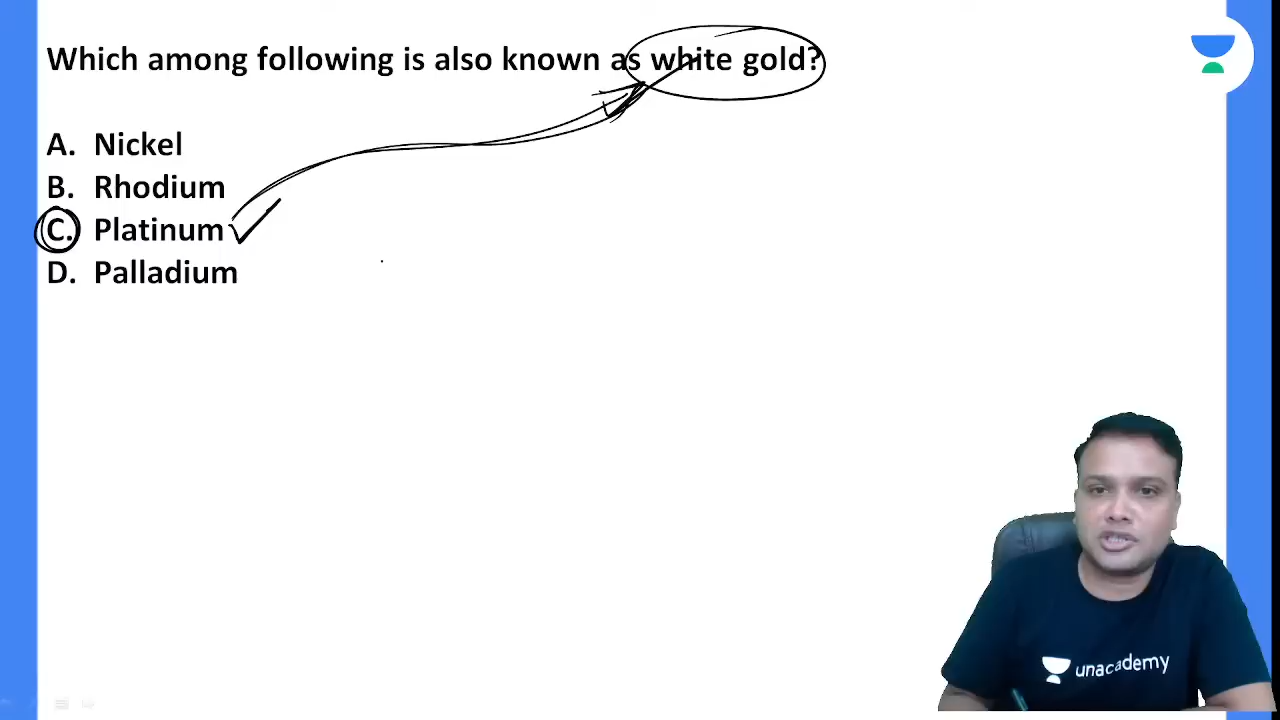 Which among following is also known as white gold?
A. Nickel
B. Rhodium
C. Platinum
D. Palladium
unacademy